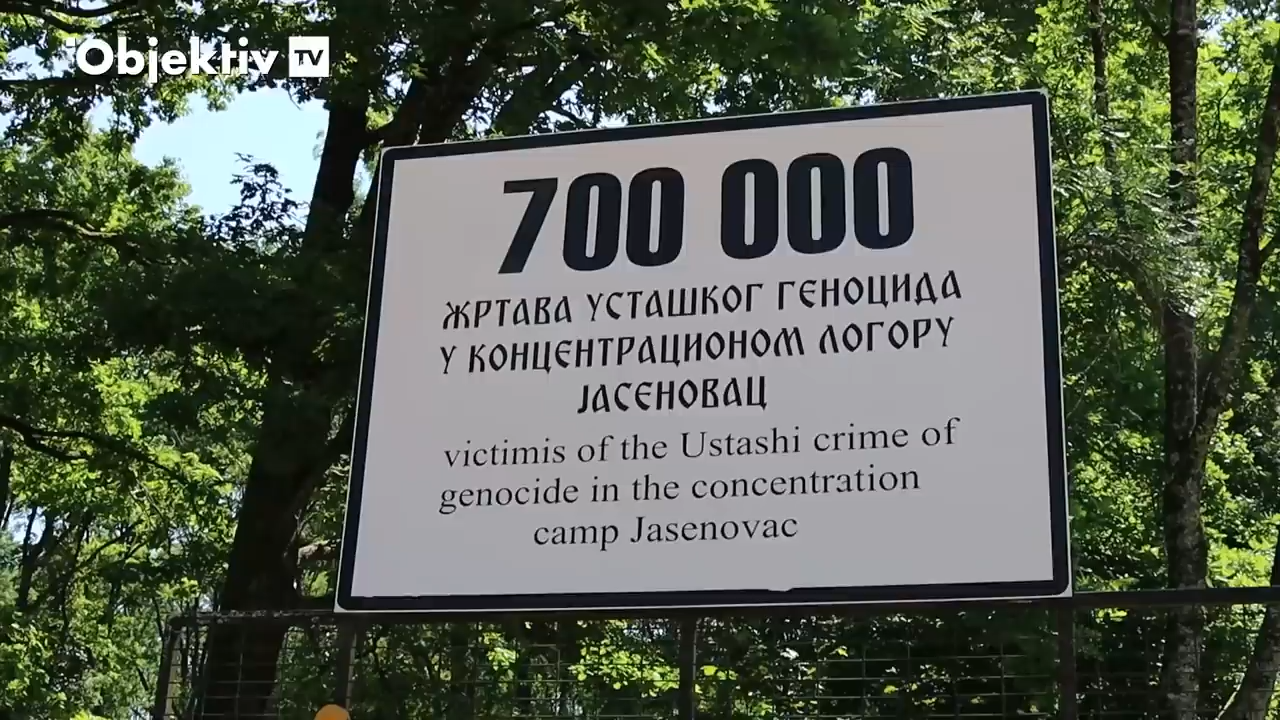 Objektiv TV
700 000
ЖРТАВА УСТАШКОГ ГЕНОЦИДА
У КОНЦЕНТРАЦИОНОМ ЛОГОРУ
ЈАСЕНОВАЦ
victimis of the Ustashi crime of
genocide in the concentration
camp Jasenovac